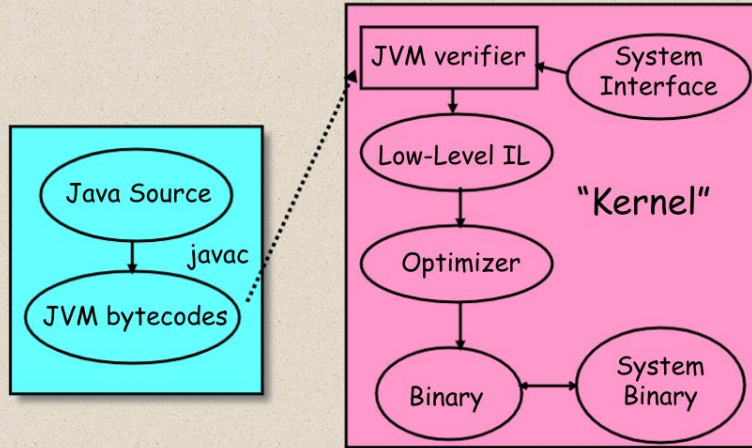 Java Source
javac
JVM bytecodes
JVM verifier
System
Interface
Low-Level IL
"Kernel"
Optimizer
Binary
System
Binary